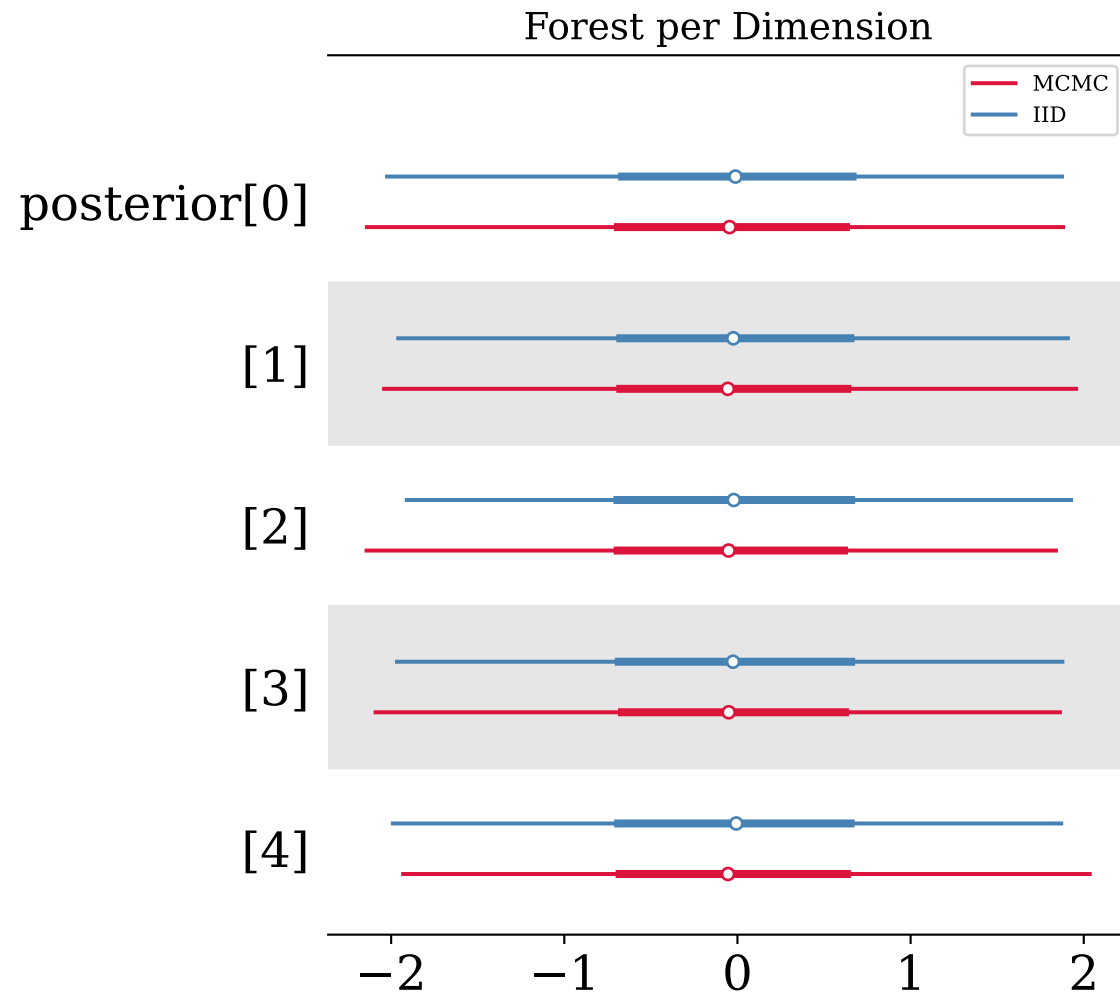 Forest per Dimension
MCMC
IID
posterior[0]
[1]
[2]
[3]
[4]
−2 −1 0 1 2